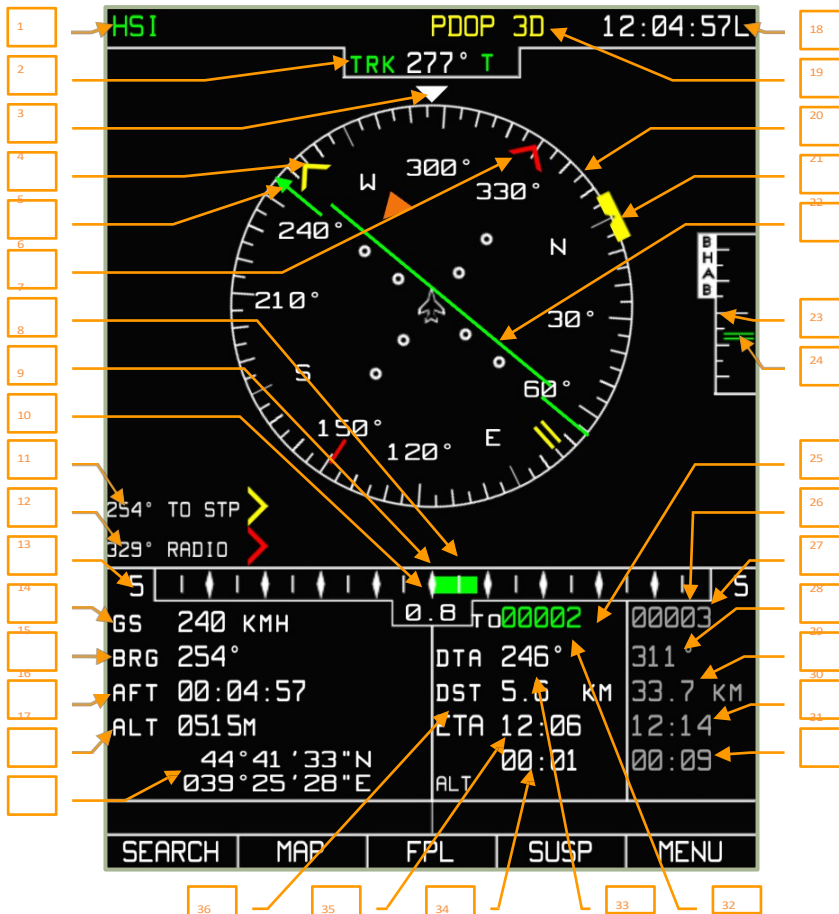 HSI PDOP 3D 12:04:57L
TRK 277° T
300°
330°
W
N
240°
210°
30°
S
60°
150°
120°
E
B
H
A
B
254° TO STP
329° RADIO
5 5
0.8
GS 240 KMH
BRG 254°
AFT 00:04:57
ALT 0515M
44°41'33"N
039°25'28"E
TO00002
DTA 246°
DST 5.6 KM
ETA 12:06
00:01
ALT
00003
311°
33.7 KM
12:14
00:09
SEARCH MAP FPL SUSP MENU
1
2
3
4
5
6
7
8
9
10
11
12
13
14
15
16
17
18
19
20
21
22
23
24
25
26
27
28
29
30
31
36 35 34 33 32